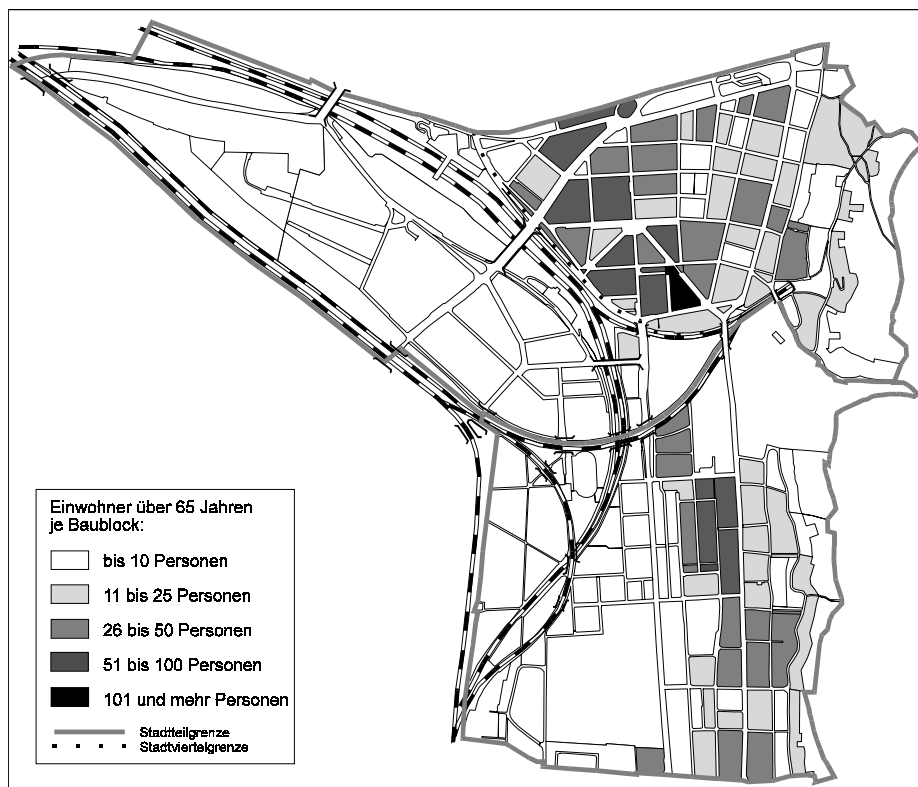 Einwohner über 65 Jahren
je Baublock:
bis 10 Personen
11 bis 25 Personen
26 bis 50 Personen
51 bis 100 Personen
101 und mehr Personen
Stadtteilgrenze
Stadtviertelgrenze